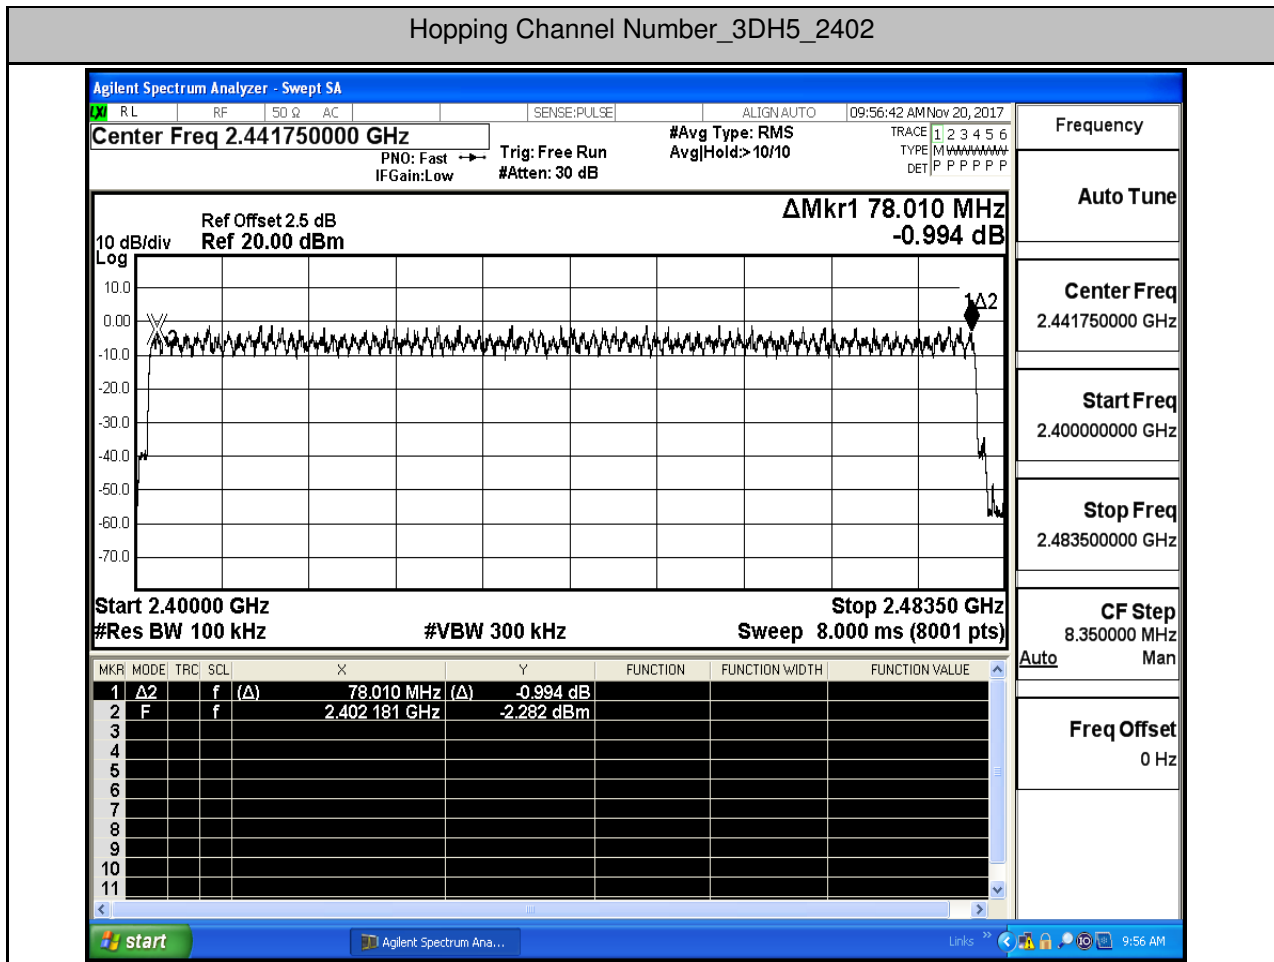 Hopping Channel Number_3DH5_2402
Agilent Spectrum Analyzer - Swept SA
LXI RL RF 50 Ω AC SENSE:PULSE ALIGN AUTO 09:56:42 AM Nov 20, 2017
Center Freq 2.441750000 GHz
PNO: Fast
IFGain:Low
Trig: Free Run
#Atten: 30 dB
#Avg Type: RMS
Avg|Hold:>10/10
TRACE 1 2 3 4 5 6
TYPE M WWWWW
DET P P P P P P
ΔMkr1 78.010 MHz
-0.994 dB
Ref Offset 2.5 dB
10 dB/div Ref 20.00 dBm
Log
10.0
0.00
-10.0
-20.0
-30.0
-40.0
-50.0
-60.0
-70.0
1Δ2
2
Start 2.40000 GHz Stop 2.48350 GHz
#Res BW 100 kHz #VBW 300 kHz Sweep 8.000 ms (8001 pts)
MKR MODE TRC SCL X Y FUNCTION FUNCTION WIDTH FUNCTION VALUE
1 Δ2 f (Δ) 78.010 MHz (Δ) -0.994 dB
2 F f 2.402 181 GHz -2.282 dBm
3
4
5
6
7
8
9
10
11
Frequency
Auto Tune
Center Freq
2.441750000 GHz
Start Freq
2.400000000 GHz
Stop Freq
2.483500000 GHz
CF Step
8.350000 MHz
Auto Man
Freq Offset
0 Hz
start Agilent Spectrum Ana... Links » 9:56 AM